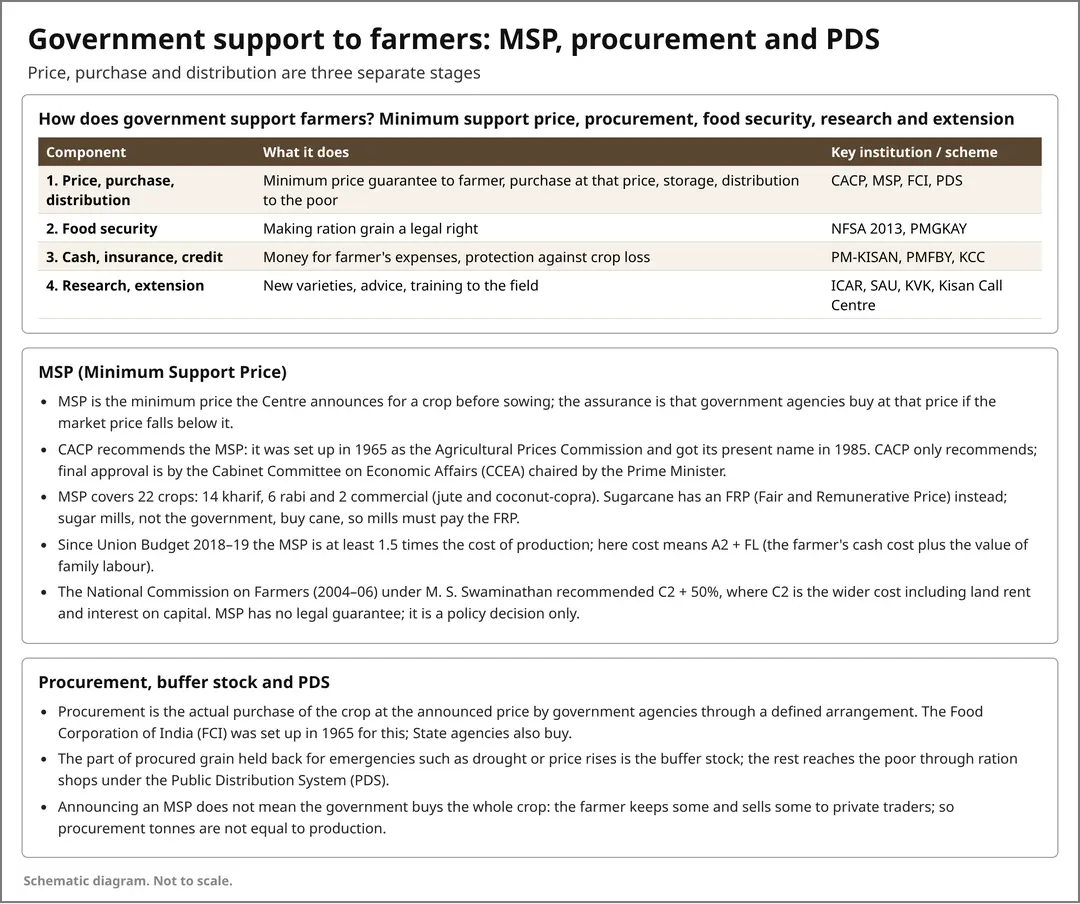 Government support to farmers: MSP, procurement and PDS
Price, purchase and distribution are three separate stages
How does government support farmers? Minimum support price, procurement, food security, research and extension
Component What it does Key institution / scheme
1. Price, purchase, distribution Minimum price guarantee to farmer, purchase at that price, storage, distribution to the poor CACP, MSP, FCI, PDS
2. Food security Making ration grain a legal right NFSA 2013, PMGKAY
3. Cash, insurance, credit Money for farmer's expenses, protection against crop loss PM-KISAN, PMFBY, KCC
4. Research, extension New varieties, advice, training to the field ICAR, SAU, KVK, Kisan Call Centre
MSP (Minimum Support Price)
• MSP is the minimum price the Centre announces for a crop before sowing; the assurance is that government agencies buy at that price if the
market price falls below it.
• CACP recommends the MSP: it was set up in 1965 as the Agricultural Prices Commission and got its present name in 1985. CACP only recommends;
final approval is by the Cabinet Committee on Economic Affairs (CCEA) chaired by the Prime Minister.
• MSP covers 22 crops: 14 kharif, 6 rabi and 2 commercial (jute and coconut-copra). Sugarcane has an FRP (Fair and Remunerative Price) instead;
sugar mills, not the government, buy cane, so mills must pay the FRP.
• Since Union Budget 2018–19 the MSP is at least 1.5 times the cost of production; here cost means A2 + FL (the farmer's cash cost plus the value of
family labour).
• The National Commission on Farmers (2004–06) under M. S. Swaminathan recommended C2 + 50%, where C2 is the wider cost including land rent
and interest on capital. MSP has no legal guarantee; it is a policy decision only.
Procurement, buffer stock and PDS
• Procurement is the actual purchase of the crop at the announced price by government agencies through a defined arrangement. The Food
Corporation of India (FCI) was set up in 1965 for this; State agencies also buy.
• The part of procured grain held back for emergencies such as drought or price rises is the buffer stock; the rest reaches the poor through ration
shops under the Public Distribution System (PDS).
• Announcing an MSP does not mean the government buys the whole crop: the farmer keeps some and sells some to private traders; so
procurement tonnes are not equal to production.
Schematic diagram. Not to scale.